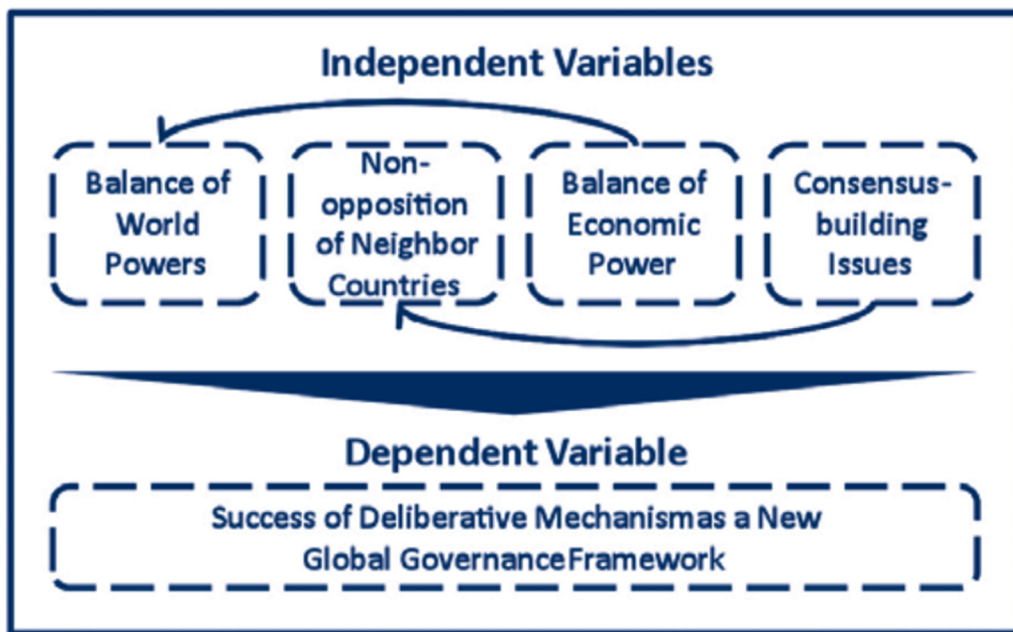 Independent Variables
Balance of
World
Powers
Non-
opposition
of Neighbor
Countries
Balance of
Economic
Power
Consensus-
building
Issues
Dependent Variable
Success of Deliberative Mechanismas a New
Global GovernanceFramework